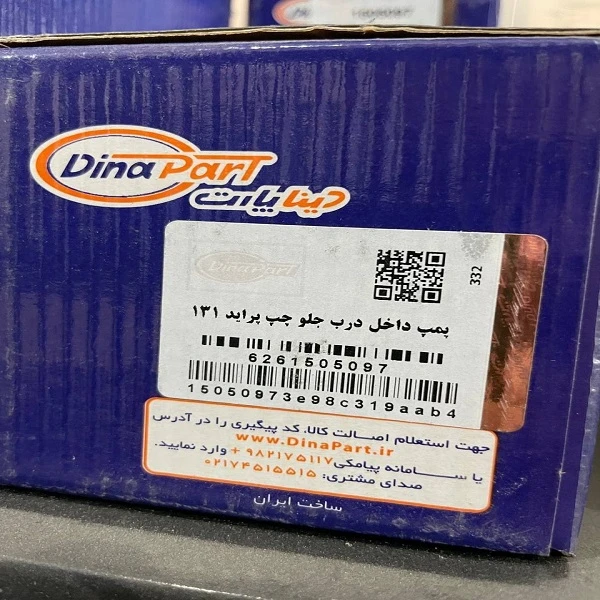 1505097
DinaPart
دینا پارت
DinaPart
332
پمپ داخل درب جلو چپ پراید ۱۳۱
6261505097
15050973e98c319aab4
جهت استعلام اصالت کالا، کد پیگیری را در آدرس
www.DinaPart.ir
یا سامانه پیامکی ۹۸۲۱۷۵۱۱۷+ وارد نمایید.
صدای مشتری: ۰۲۱۷۴۵۱۵۵۱۵
ساخت ایران